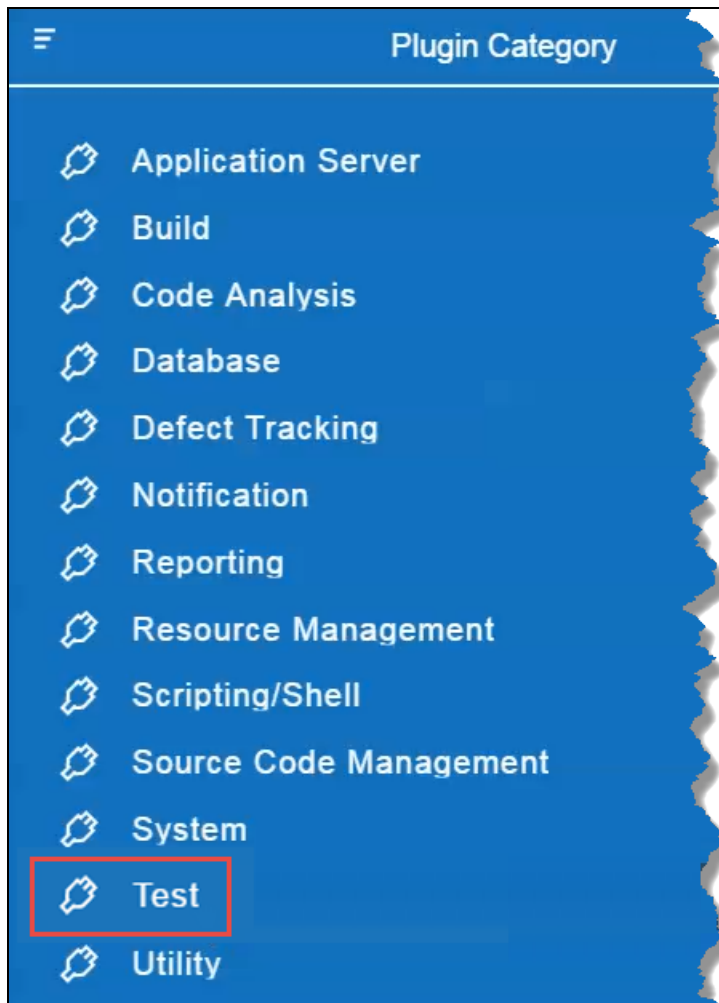 Plugin Category
Application Server
Build
Code Analysis
Database
Defect Tracking
Notification
Reporting
Resource Management
Scripting/Shell
Source Code Management
System
Test
Utility